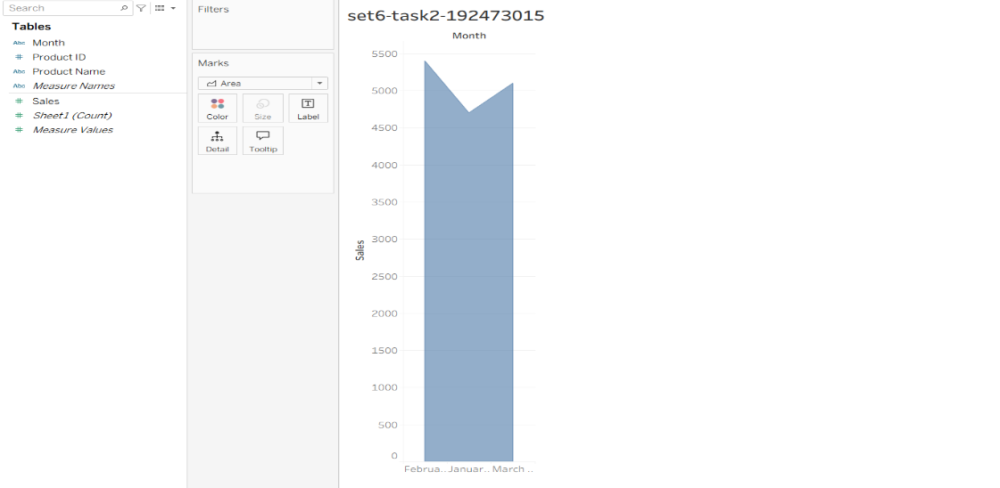 Search
Tables
Abc Month
# Product ID
Abc Product Name
Abc Measure Names
# Sales
# Sheet1 (Count)
# Measure Values
Filters
Marks
Area
Color Size Label
Detail Tooltip
set6-task2-192473015
Month
Sales
5500
5000
4500
4000
3500
3000
2500
2000
1500
1000
500
0
Februa.. Januar.. March ..